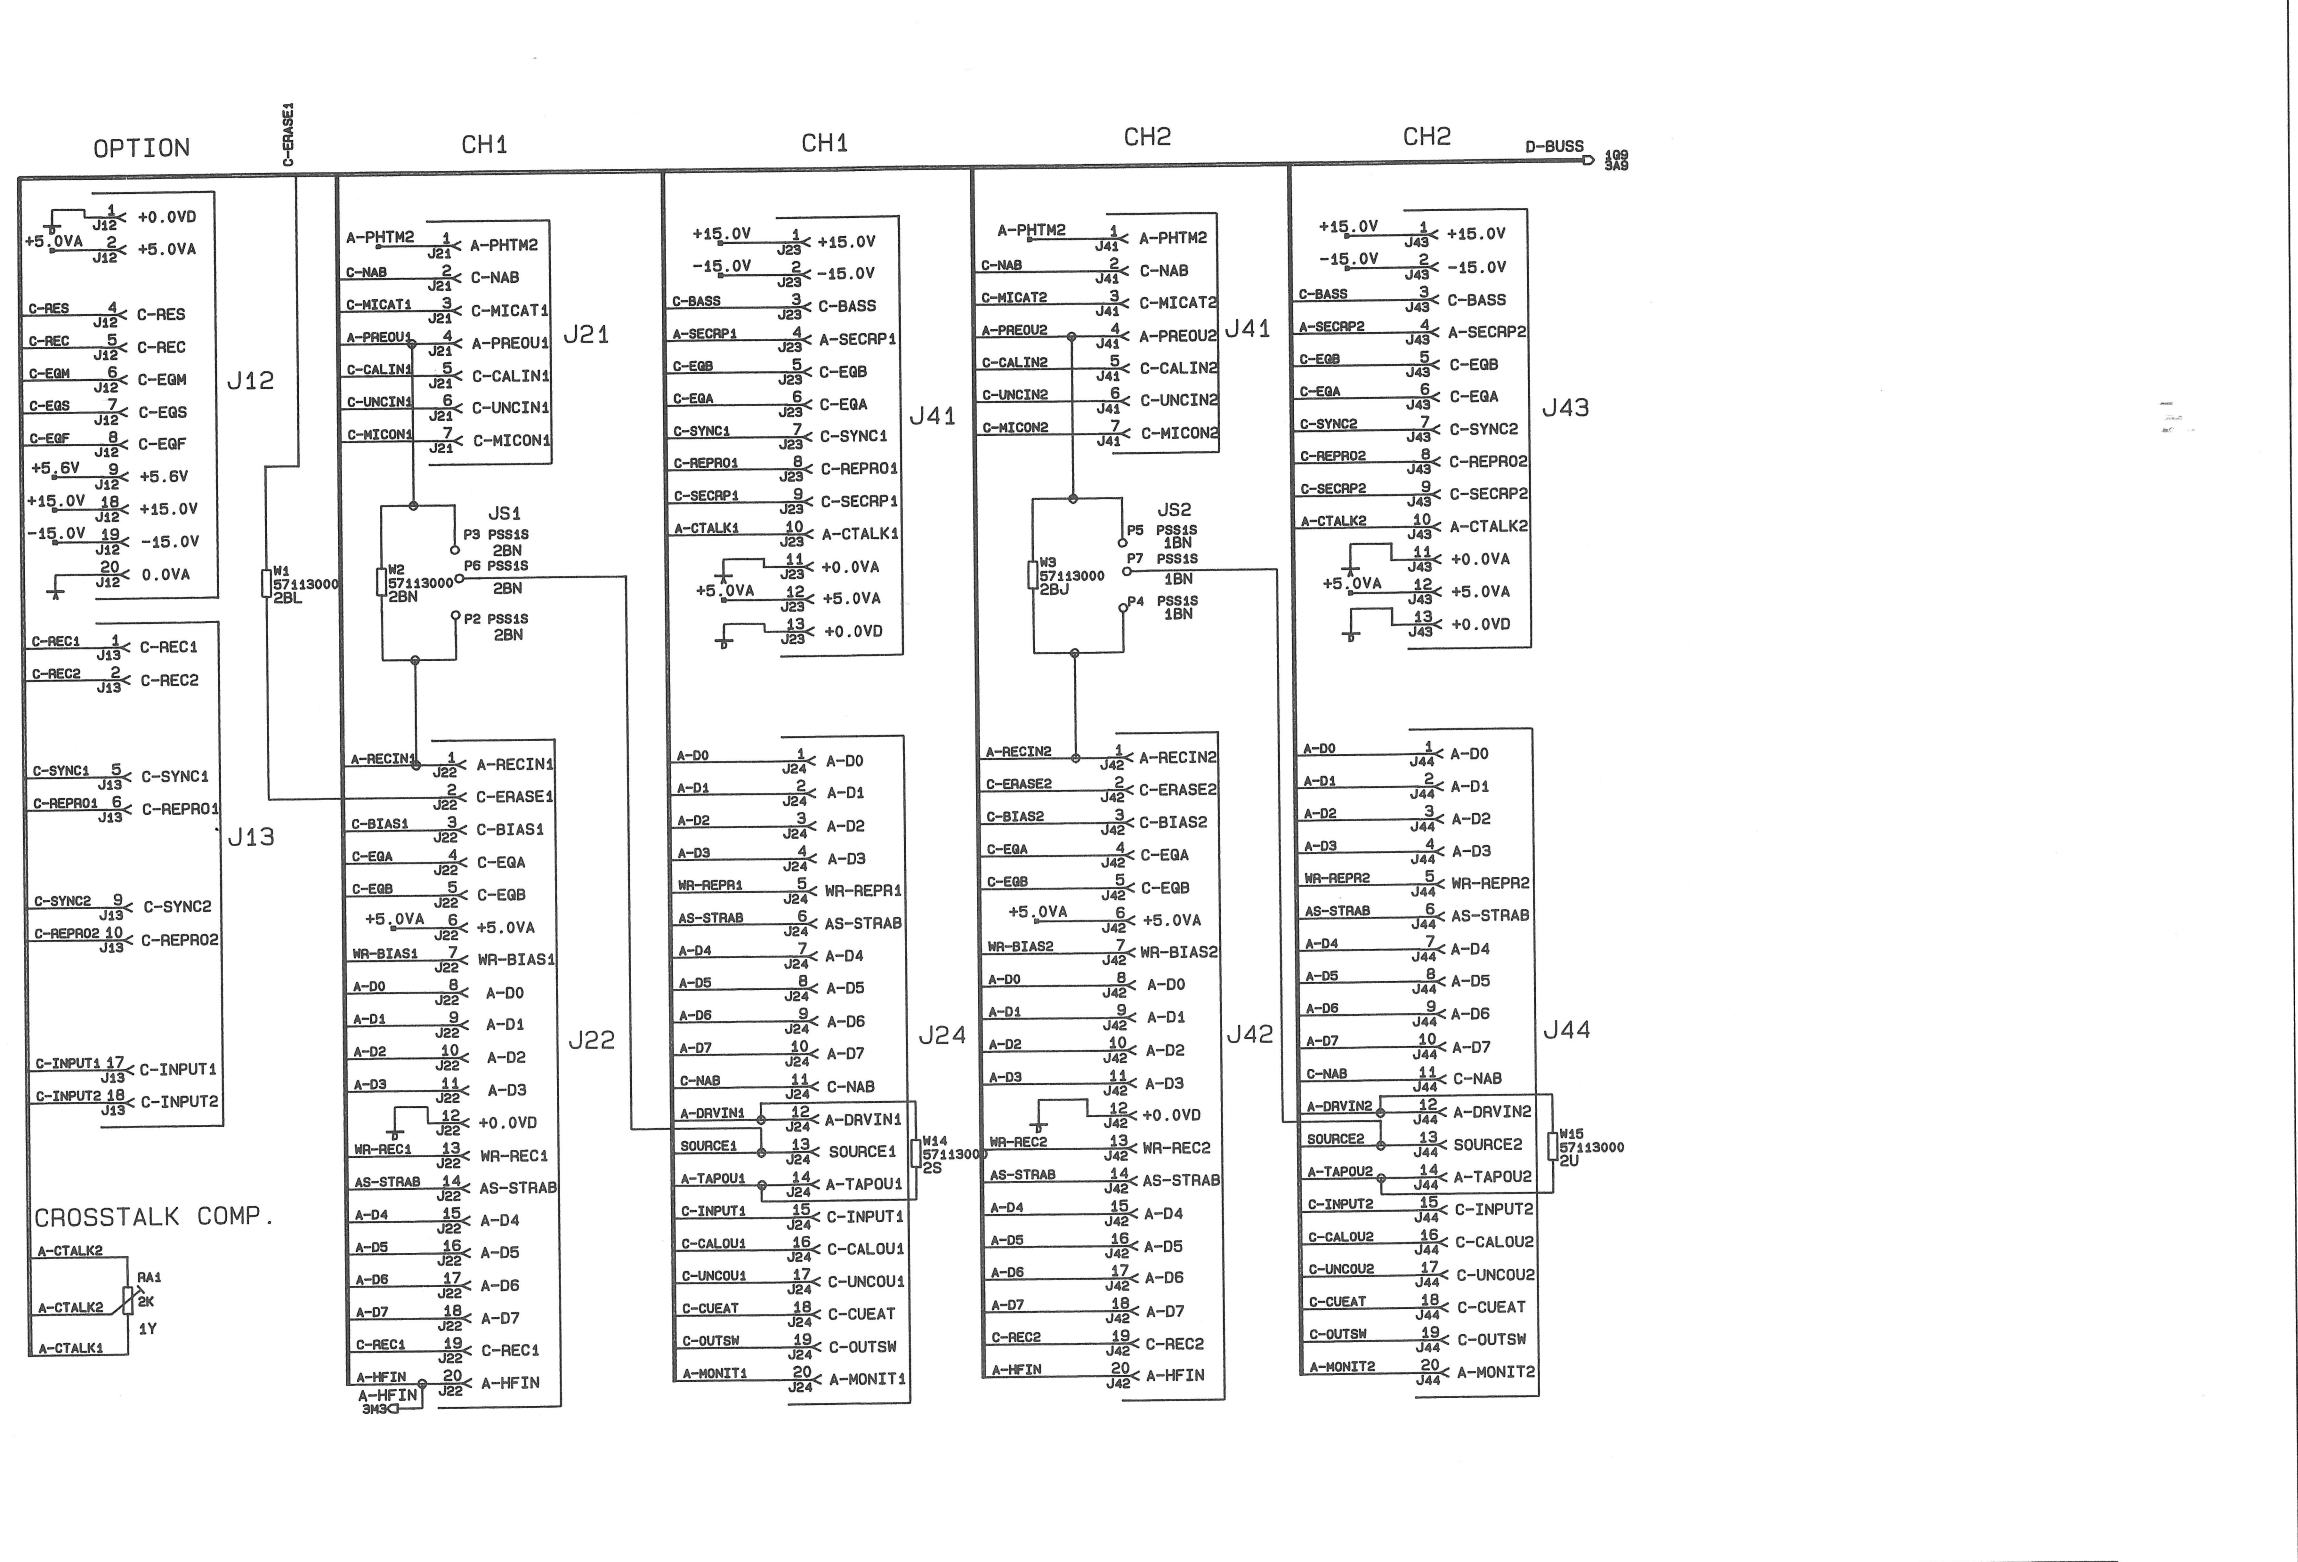 C-ERASE1
OPTION
CH1
CH1
CH2
CH2
D-BUSS
1Q9
3A9
1
J12
+0.0VD
+5.0VA
2
J12
+5.0VA
C-RES
4
J12
C-RES
C-REC
5
J12
C-REC
C-EQM
6
J12
C-EQM
C-EQS
7
J12
C-EQS
C-EQF
8
J12
C-EQF
+5.6V
9
J12
+5.6V
+15.0V
18
J12
+15.0V
-15.0V
19
J12
-15.0V
20
J12
0.0VA
J12
C-REC1
1
J13
C-REC1
C-REC2
2
J13
C-REC2
C-SYNC1
5
J13
C-SYNC1
C-REPRO1
6
J13
C-REPRO1
C-SYNC2
9
J13
C-SYNC2
C-REPRO2
10
J13
C-REPRO2
C-INPUT1
17
J13
C-INPUT1
C-INPUT2
18
J13
C-INPUT2
J13
CROSSTALK COMP.
A-CTALK2
A-CTALK2
A-CTALK1
RA1
2K
1Y
W1
57113000
2BL
A-PHTM2
1
J21
A-PHTM2
C-NAB
2
J21
C-NAB
C-MICAT1
3
J21
C-MICAT1
A-PREOU1
4
J21
A-PREOU1
C-CALIN1
5
J21
C-CALIN1
C-UNCIN1
6
J21
C-UNCIN1
C-MICON1
7
J21
C-MICON1
J21
JS1
P3 PSS1S
2BN
P6 PSS1S
2BN
P2 PSS1S
2BN
W2
57113000
2BN
A-RECIN1
1
J22
A-RECIN1
2
J22
C-ERASE1
C-BIAS1
3
J22
C-BIAS1
C-EQA
4
J22
C-EQA
C-EQB
5
J22
C-EQB
+5.0VA
6
J22
+5.0VA
WR-BIAS1
7
J22
WR-BIAS1
A-D0
8
J22
A-D0
A-D1
9
J22
A-D1
A-D2
10
J22
A-D2
A-D3
11
J22
A-D3
12
J22
+0.0VD
WR-REC1
13
J22
WR-REC1
AS-STRAB
14
J22
AS-STRAB
A-D4
15
J22
A-D4
A-D5
16
J22
A-D5
A-D6
17
J22
A-D6
A-D7
18
J22
A-D7
C-REC1
19
J22
C-REC1
A-HFIN
20
J22
A-HFIN
A-HFIN
3M3
J22
+15.0V
1
J23
+15.0V
-15.0V
2
J23
-15.0V
C-BASS
3
J23
C-BASS
A-SECRP1
4
J23
A-SECRP1
C-EQB
5
J23
C-EQB
C-EQA
6
J23
C-EQA
C-SYNC1
7
J23
C-SYNC1
C-REPRO1
8
J23
C-REPRO1
C-SECRP1
9
J23
C-SECRP1
A-CTALK1
10
J23
A-CTALK1
11
J23
+0.0VA
+5.0VA
12
J23
+5.0VA
13
J23
+0.0VD
J41
A-D0
1
J24
A-D0
A-D1
2
J24
A-D1
A-D2
3
J24
A-D2
A-D3
4
J24
A-D3
WR-REPR1
5
J24
WR-REPR1
AS-STRAB
6
J24
AS-STRAB
A-D4
7
J24
A-D4
A-D5
8
J24
A-D5
A-D6
9
J24
A-D6
A-D7
10
J24
A-D7
C-NAB
11
J24
C-NAB
A-DRVIN1
12
J24
A-DRVIN1
SOURCE1
13
J24
SOURCE1
A-TAPOU1
14
J24
A-TAPOU1
C-INPUT1
15
J24
C-INPUT1
C-CALOU1
16
J24
C-CALOU1
C-UNCOU1
17
J24
C-UNCOU1
C-CUEAT
18
J24
C-CUEAT
C-OUTSW
19
J24
C-OUTSW
A-MONIT1
20
J24
A-MONIT1
J24
W14
57113000
2S
A-PHTM2
1
J41
A-PHTM2
C-NAB
2
J41
C-NAB
C-MICAT2
3
J41
C-MICAT2
A-PREOU2
4
J41
A-PREOU2
C-CALIN2
5
J41
C-CALIN2
C-UNCIN2
6
J41
C-UNCIN2
C-MICON2
7
J41
C-MICON2
J41
JS2
P5 PSS1S
1BN
P7 PSS1S
1BN
P4 PSS1S
1BN
W3
57113000
2BJ
A-RECIN2
1
J42
A-RECIN2
C-ERASE2
2
J42
C-ERASE2
C-BIAS2
3
J42
C-BIAS2
C-EQA
4
J42
C-EQA
C-EQB
5
J42
C-EQB
+5.0VA
6
J42
+5.0VA
WR-BIAS2
7
J42
WR-BIAS2
A-D0
8
J42
A-D0
A-D1
9
J42
A-D1
A-D2
10
J42
A-D2
A-D3
11
J42
A-D3
12
J42
+0.0VD
WR-REC2
13
J42
WR-REC2
AS-STRAB
14
J42
AS-STRAB
A-D4
15
J42
A-D4
A-D5
16
J42
A-D5
A-D6
17
J42
A-D6
A-D7
18
J42
A-D7
C-REC2
19
J42
C-REC2
A-HFIN
20
J42
A-HFIN
J42
+15.0V
1
J43
+15.0V
-15.0V
2
J43
-15.0V
C-BASS
3
J43
C-BASS
A-SECRP2
4
J43
A-SECRP2
C-EQB
5
J43
C-EQB
C-EQA
6
J43
C-EQA
C-SYNC2
7
J43
C-SYNC2
C-REPRO2
8
J43
C-REPRO2
C-SECRP2
9
J43
C-SECRP2
A-CTALK2
10
J43
A-CTALK2
11
J43
+0.0VA
+5.0VA
12
J43
+5.0VA
13
J43
+0.0VD
J43
A-D0
1
J44
A-D0
A-D1
2
J44
A-D1
A-D2
3
J44
A-D2
A-D3
4
J44
A-D3
WR-REPR2
5
J44
WR-REPR2
AS-STRAB
6
J44
AS-STRAB
A-D4
7
J44
A-D4
A-D5
8
J44
A-D5
A-D6
9
J44
A-D6
A-D7
10
J44
A-D7
C-NAB
11
J44
C-NAB
A-DRVIN2
12
J44
A-DRVIN2
SOURCE2
13
J44
SOURCE2
A-TAPOU2
14
J44
A-TAPOU2
C-INPUT2
15
J44
C-INPUT2
C-CALOU2
16
J44
C-CALOU2
C-UNCOU2
17
J44
C-UNCOU2
C-CUEAT
18
J44
C-CUEAT
C-OUTSW
19
J44
C-OUTSW
A-MONIT2
20
J44
A-MONIT2
J44
W15
57113000
2U